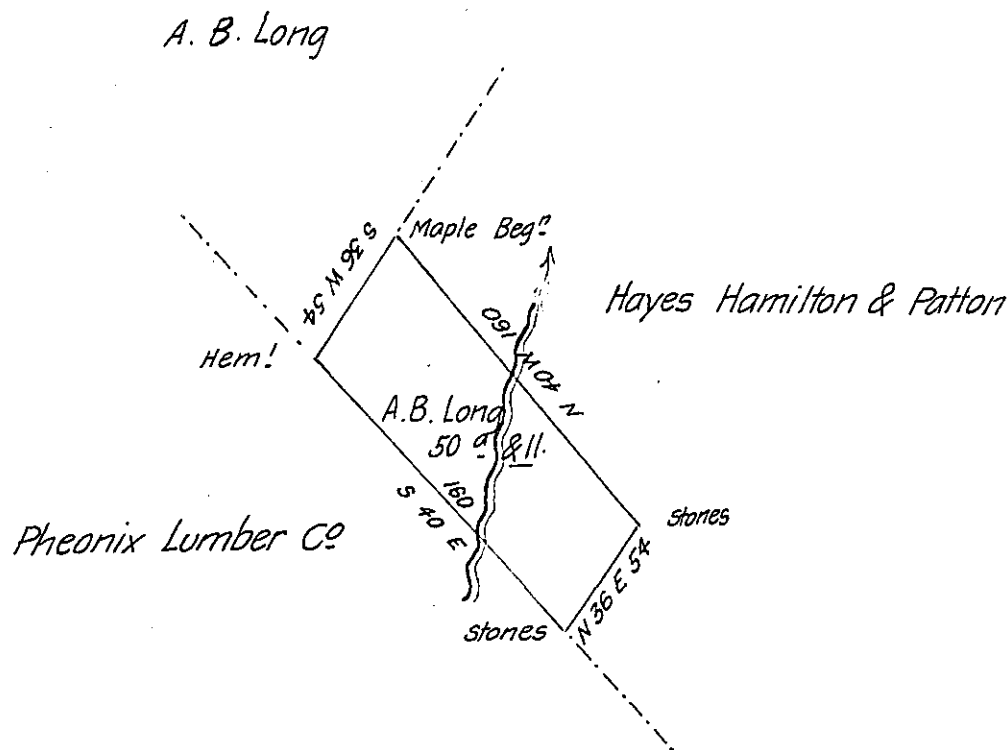 A. B. Long
S 36 W 54
Maple Begⁿ
Hayes Hamilton & Patton
Hem!
N 40 W 160
A.B. Long
50 a & 11.
S 40 E 160
Pheonix Lumber Cº
Stones
Stones
N 36 E 54